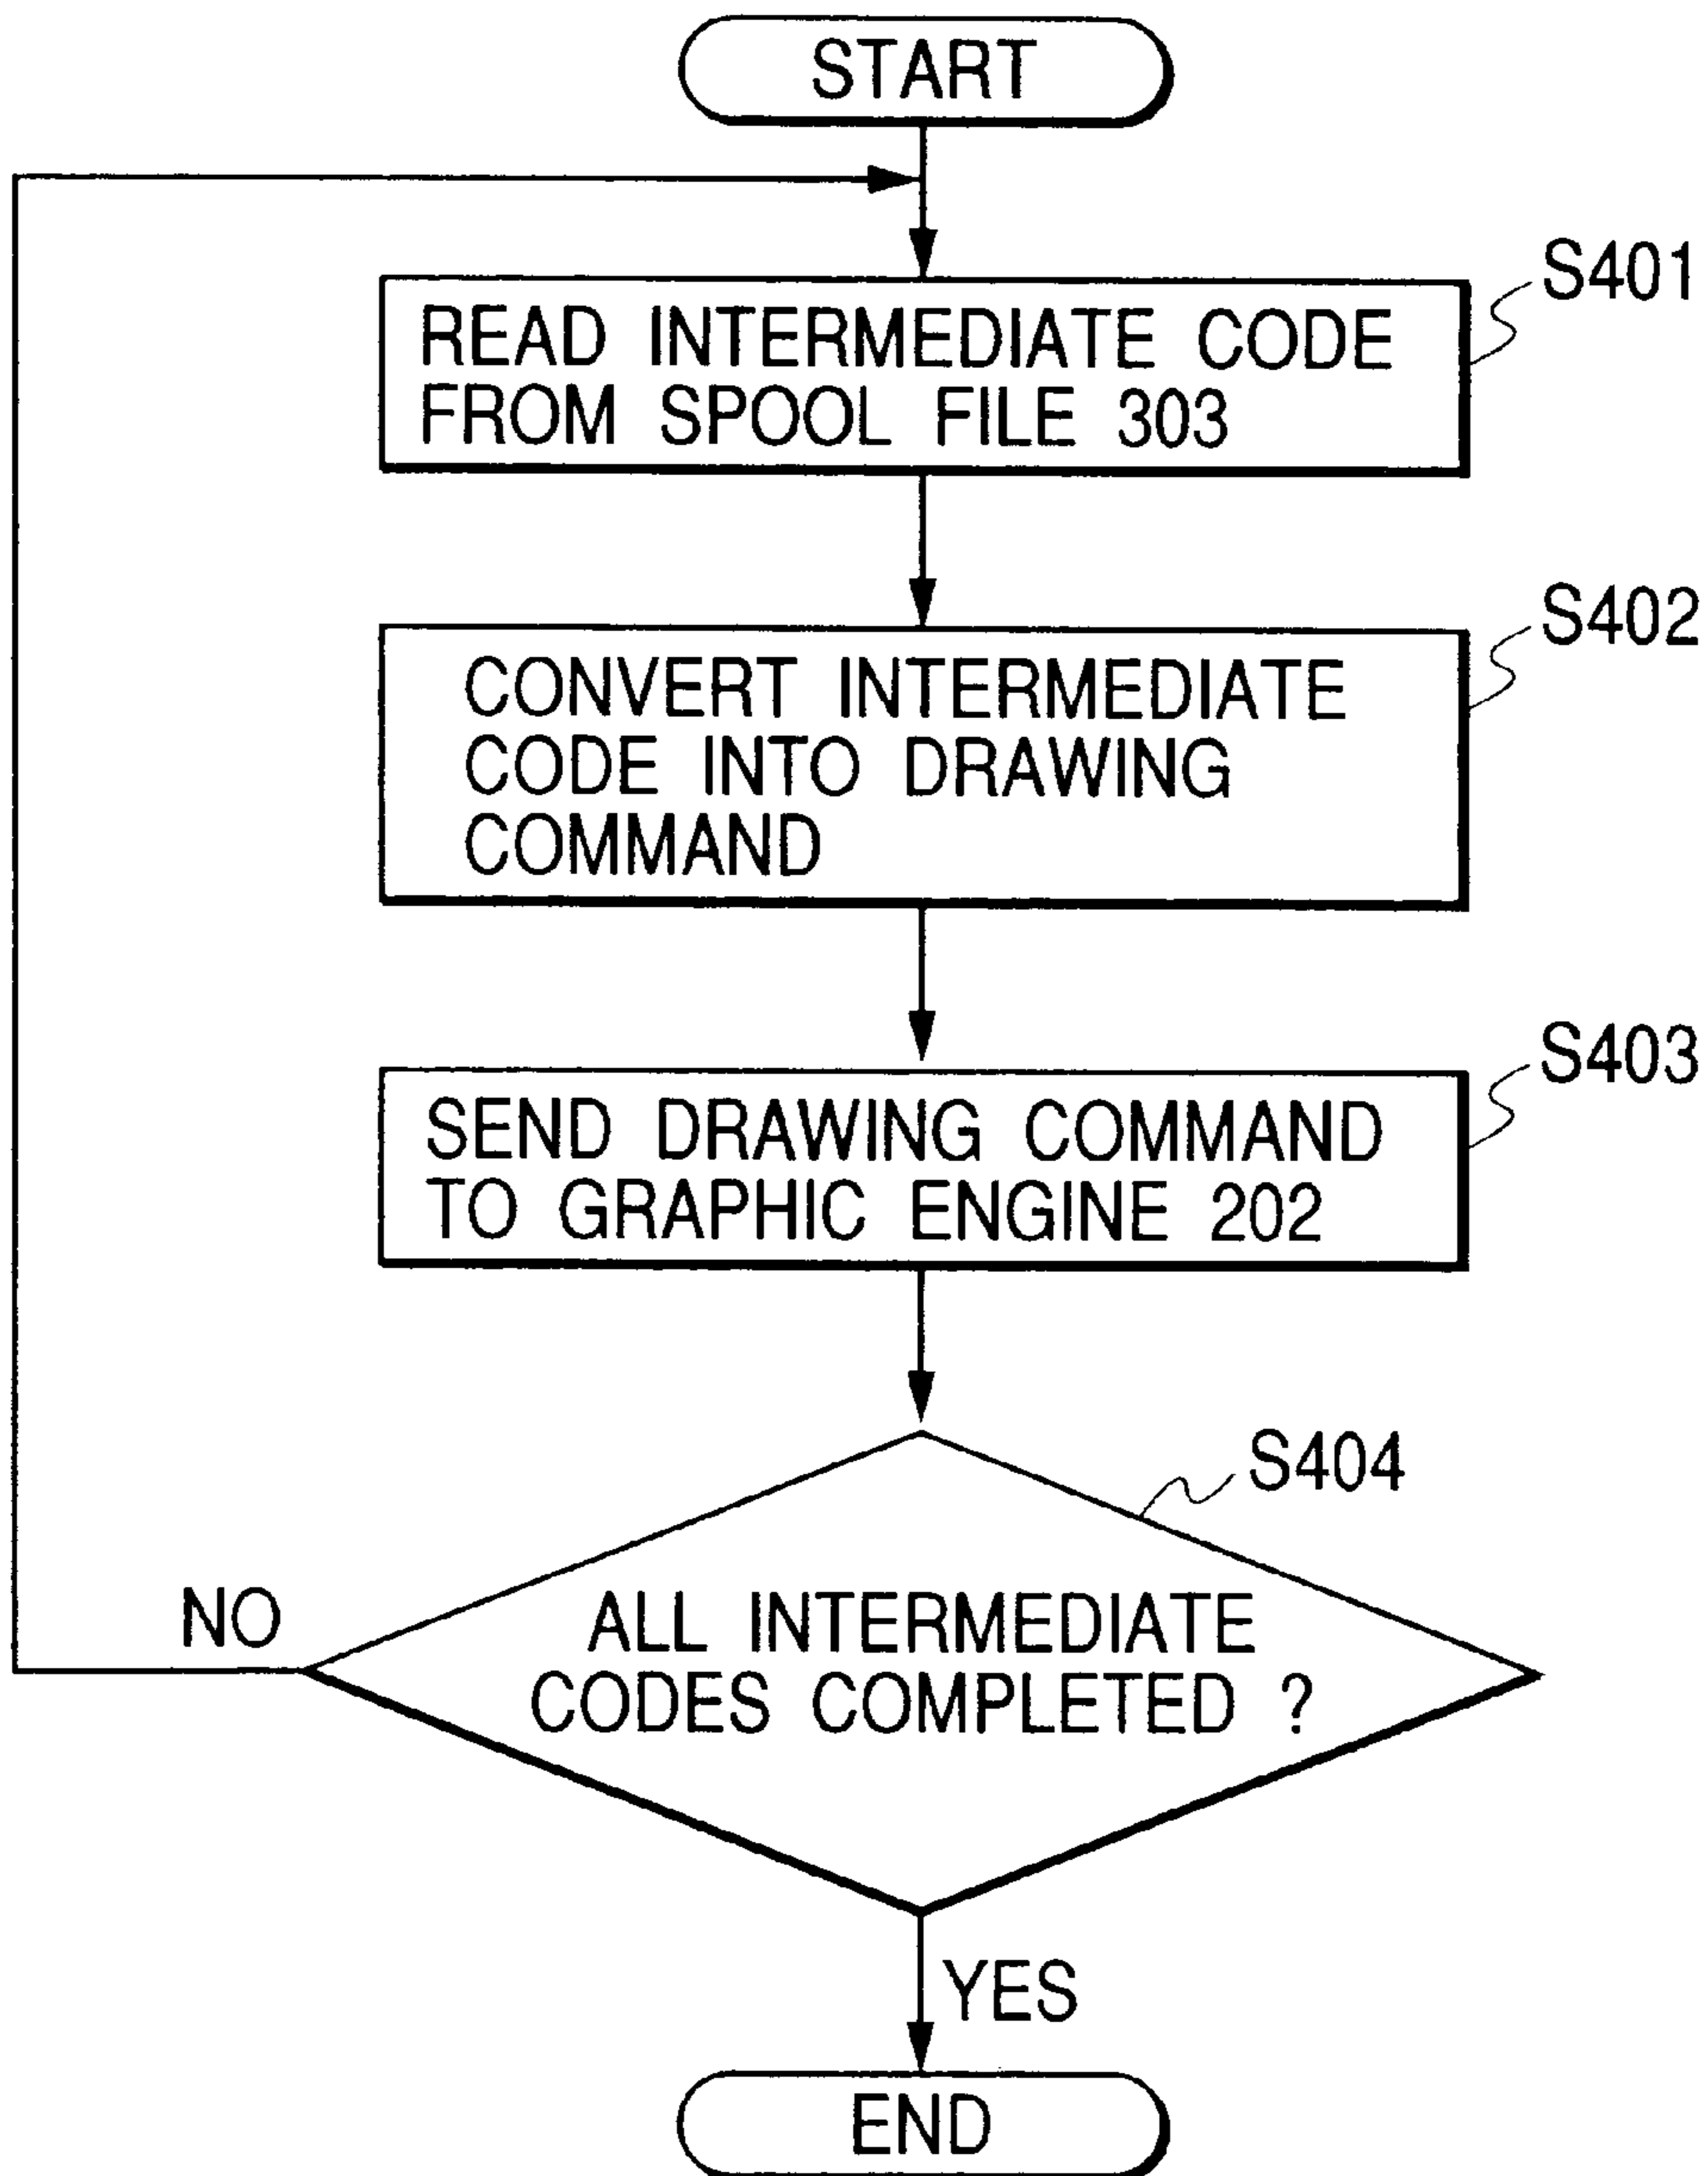 START
S401
READ INTERMEDIATE CODE
FROM SPOOL FILE 303
S402
CONVERT INTERMEDIATE
CODE INTO DRAWING
COMMAND
S403
SEND DRAWING COMMAND
TO GRAPHIC ENGINE 202
S404
NO
ALL INTERMEDIATE
CODES COMPLETED ?
YES
END